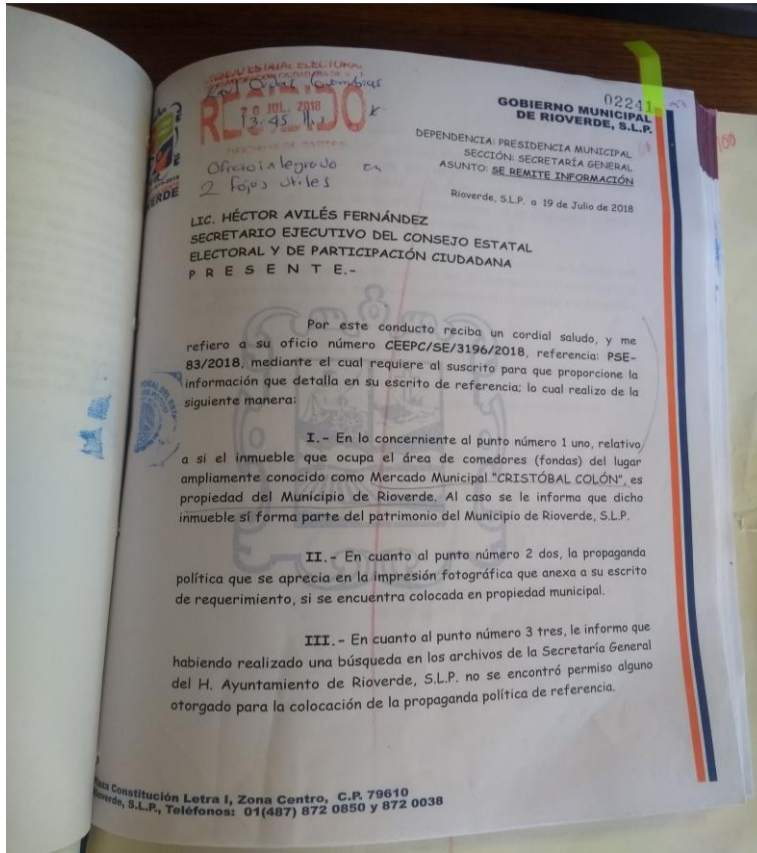 CONSEJO ESTATAL ELECTORAL
RECIBIDO
20 JUL. 2018
13:45
Oficio integrado en
2 fojas utiles
02241
GOBIERNO MUNICIPAL
DE RIOVERDE, S.L.P.
DEPENDENCIA: PRESIDENCIA MUNICIPAL
SECCIÓN: SECRETARÍA GENERAL
ASUNTO: SE REMITE INFORMACIÓN
Rioverde, S.L.P. a 19 de Julio de 2018
LIC. HÉCTOR AVILÉS FERNÁNDEZ
SECRETARIO EJECUTIVO DEL CONSEJO ESTATAL
ELECTORAL Y DE PARTICIPACIÓN CIUDADANA
P R E S E N T E.-
Por este conducto reciba un cordial saludo, y me
refiero a su oficio número CEEPC/SE/3196/2018, referencia: PSE-
83/2018, mediante el cual requiere al suscrito para que proporcione la
información que detalla en su escrito de referencia; lo cual realizo de la
siguiente manera:
I.- En lo concerniente al punto número 1 uno, relativo
a si el inmueble que ocupa el área de comedores (fondas) del lugar
ampliamente conocido como Mercado Municipal "CRISTÓBAL COLÓN", es
propiedad del Municipio de Rioverde. Al caso se le informa que dicho
inmueble sí forma parte del patrimonio del Municipio de Rioverde, S.L.P.
II.- En cuanto al punto número 2 dos, la propaganda
política que se aprecia en la impresión fotográfica que anexa a su escrito
de requerimiento, si se encuentra colocada en propiedad municipal.
III.- En cuanto al punto número 3 tres, le informo que
habiendo realizado una búsqueda en los archivos de la Secretaría General
del H. Ayuntamiento de Rioverde, S.L.P. no se encontró permiso alguno
otorgado para la colocación de la propaganda política de referencia.
Constitución Letra I, Zona Centro, C.P. 79610
S.L.P., Teléfonos: 01(487) 872 0850 y 872 0038